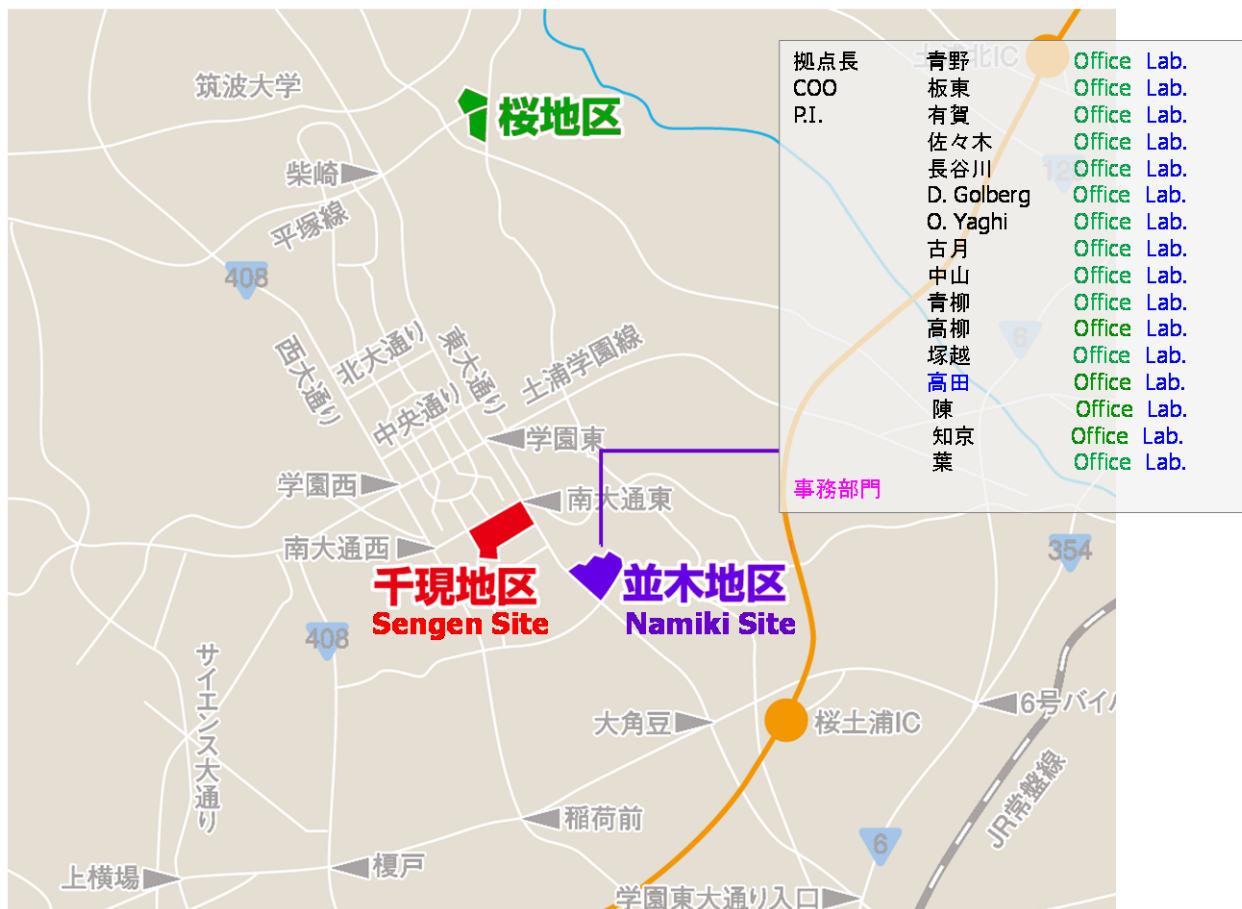 土浦北IC
筑波大学
桜地区
柴崎
平塚線
408
西大通り
北大通り
東大通り
中央通り
土浦学園線
学園東
学園西
南大通東
南大通西
千現地区
Sengen Site
並木地区
Namiki Site
408
サイエンス大通り
大角豆
桜土浦IC
6号バイパ
354
JR常盤線
稲荷前
6
榎戸
上横場
学園東大通り入口
拠点長 青野 Office Lab.
COO 板東 Office Lab.
P.I. 有賀 Office Lab.
佐々木 Office Lab.
長谷川 Office Lab.
D. Golberg Office Lab.
O. Yaghi Office Lab.
古月 Office Lab.
中山 Office Lab.
青柳 Office Lab.
高柳 Office Lab.
塚越 Office Lab.
高田 Office Lab.
陳 Office Lab.
知京 Office Lab.
葉 Office Lab.
事務部門
6